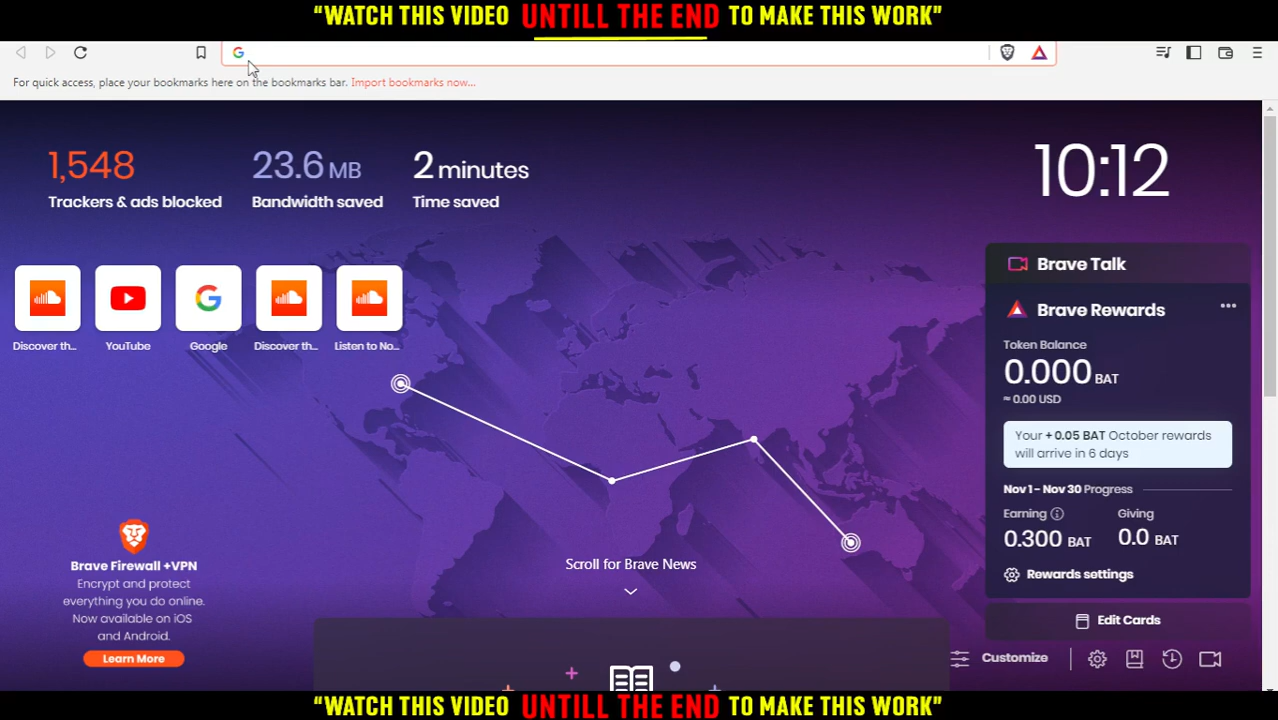 “WATCH THIS VIDEO UNTILL THE END TO MAKE THIS WORK”
For quick access, place your bookmarks here on the bookmarks bar. Import bookmarks now...
1,548
Trackers & ads blocked
23.6 MB
Bandwidth saved
2 minutes
Time saved
10:12
Discover th...
YouTube
Google
Discover th...
Listen to No...
Brave Talk
Brave Rewards
Token Balance
0.000 BAT
≈ 0.00 USD
Your +0.05 BAT October rewards
will arrive in 6 days
Nov 1 - Nov 30 Progress
Earning
Giving
0.300 BAT
0.0 BAT
Rewards settings
Edit Cards
Brave Firewall +VPN
Encrypt and protect
everything you do online.
Now available on iOS
and Android.
Learn More
Scroll for Brave News
Customize
“WATCH THIS VIDEO UNTILL THE END TO MAKE THIS WORK”